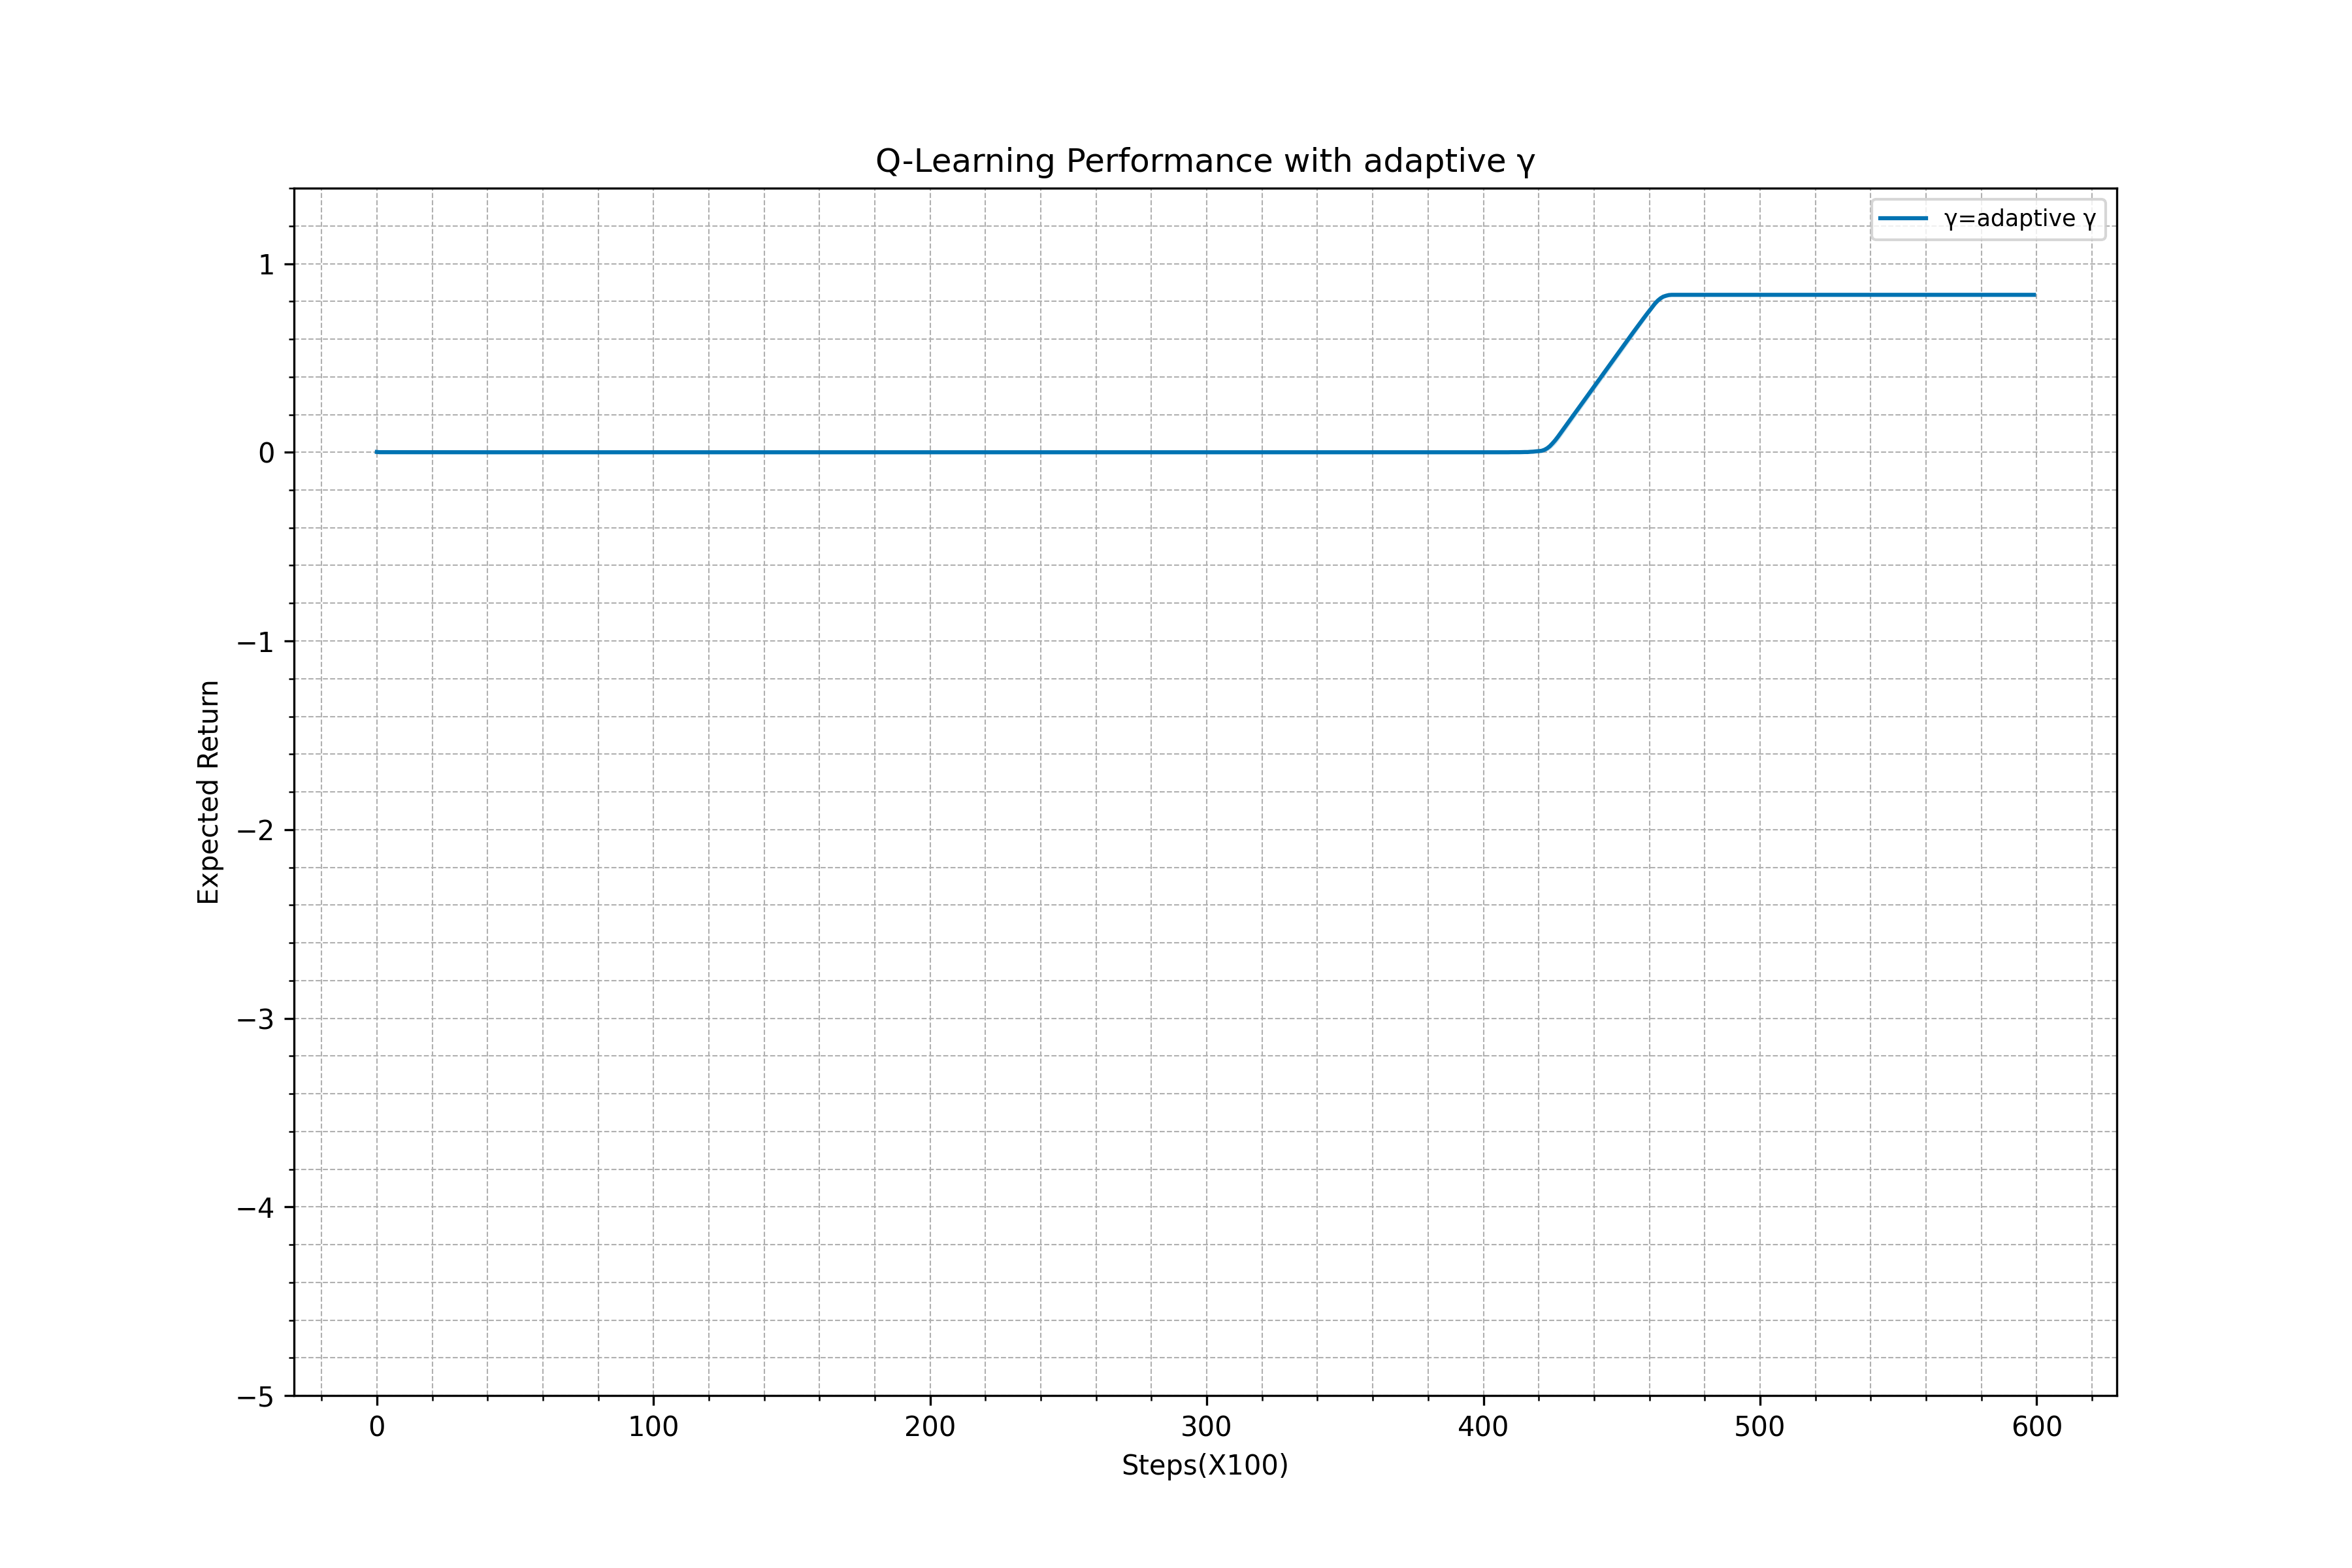 Q-Learning Performance with adaptive γ
γ=adaptive γ
1
0
−1
−2
−3
−4
−5
Expected Return
0 100 200 300 400 500 600
Steps(X100)